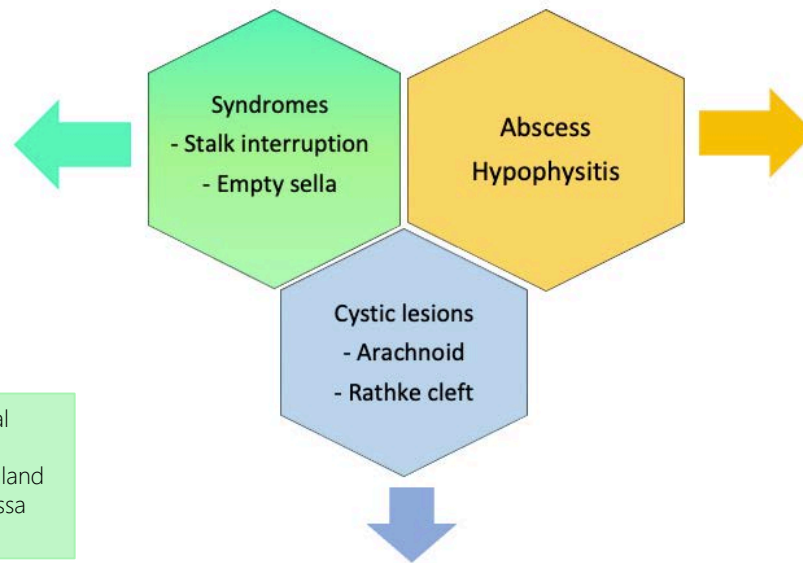 Syndromes
- Stalk interruption
- Empty sella
Abscess
Hypophysitis
Cystic lesions
- Arachnoid
- Rathke cleft